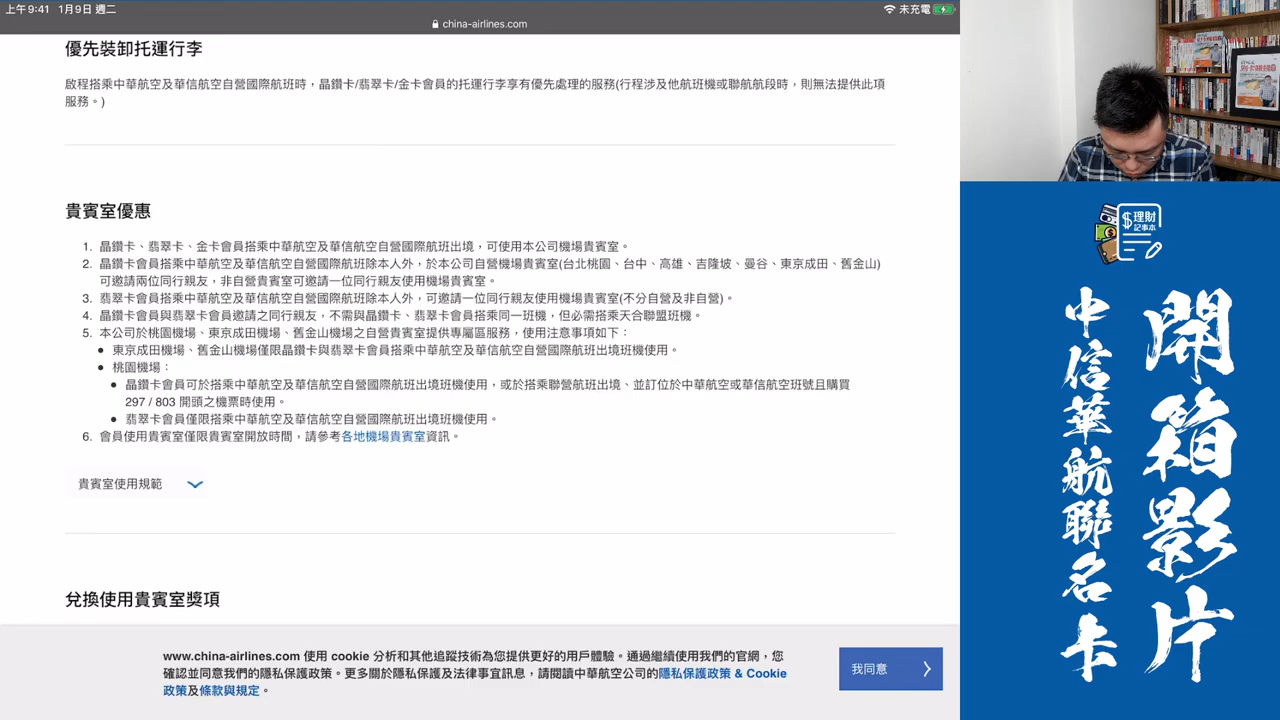 上午9:41 1月9日 週二
未充電
china-airlines.com
優先裝卸托運行李
啟程搭乘中華航空及華信航空自營國際航班時，晶鑽卡/翡翠卡/金卡會員的托運行李享有優先處理的服務(行程涉及他航班機或聯航航段時，則無法提供此項
服務。)
貴賓室優惠
1. 晶鑽卡、翡翠卡、金卡會員搭乘中華航空及華信航空自營國際航班出境，可使用本公司機場貴賓室。
2. 晶鑽卡會員搭乘中華航空及華信航空自營國際航班除本人外，於本公司自營機場貴賓室(台北桃園、台中、高雄、吉隆坡、曼谷、東京成田、舊金山)
可邀請兩位同行親友，非自營貴賓室可邀請一位同行親友使用機場貴賓室。
3. 翡翠卡會員搭乘中華航空及華信航空自營國際航班除本人外，可邀請一位同行親友使用機場貴賓室(不分自營及非自營)。
4. 晶鑽卡會員與翡翠卡會員邀請之同行親友，不需與晶鑽卡、翡翠卡會員搭乘同一班機，但必需搭乘天合聯盟班機。
5. 本公司於桃園機場、東京成田機場、舊金山機場之自營貴賓室提供專屬區服務，使用注意事項如下：
● 東京成田機場、舊金山機場僅限晶鑽卡與翡翠卡會員搭乘中華航空及華信航空自營國際航班出境班機使用。
● 桃園機場：
● 晶鑽卡會員可於搭乘中華航空及華信航空自營國際航班出境班機使用，或於搭乘聯營航班出境、並訂位於中華航空或華信航空班號且購買
297 / 803 開頭之機票時使用。
● 翡翠卡會員僅限搭乘中華航空及華信航空自營國際航班出境班機使用。
6. 會員使用貴賓室僅限貴賓室開放時間，請參考各地機場貴賓室資訊。
貴賓室使用規範
兌換使用貴賓室獎項
www.china-airlines.com 使用 cookie 分析和其他追蹤技術為您提供更好的用戶體驗。通過繼續使用我們的官網，您
確認並同意我們的隱私保護政策。更多關於隱私保護及法律事宜訊息，請閱讀中華航空公司的隱私保護政策 & Cookie
政策及條款與規定。
我同意
理財
記事本
開箱影片
中信華航聯名卡